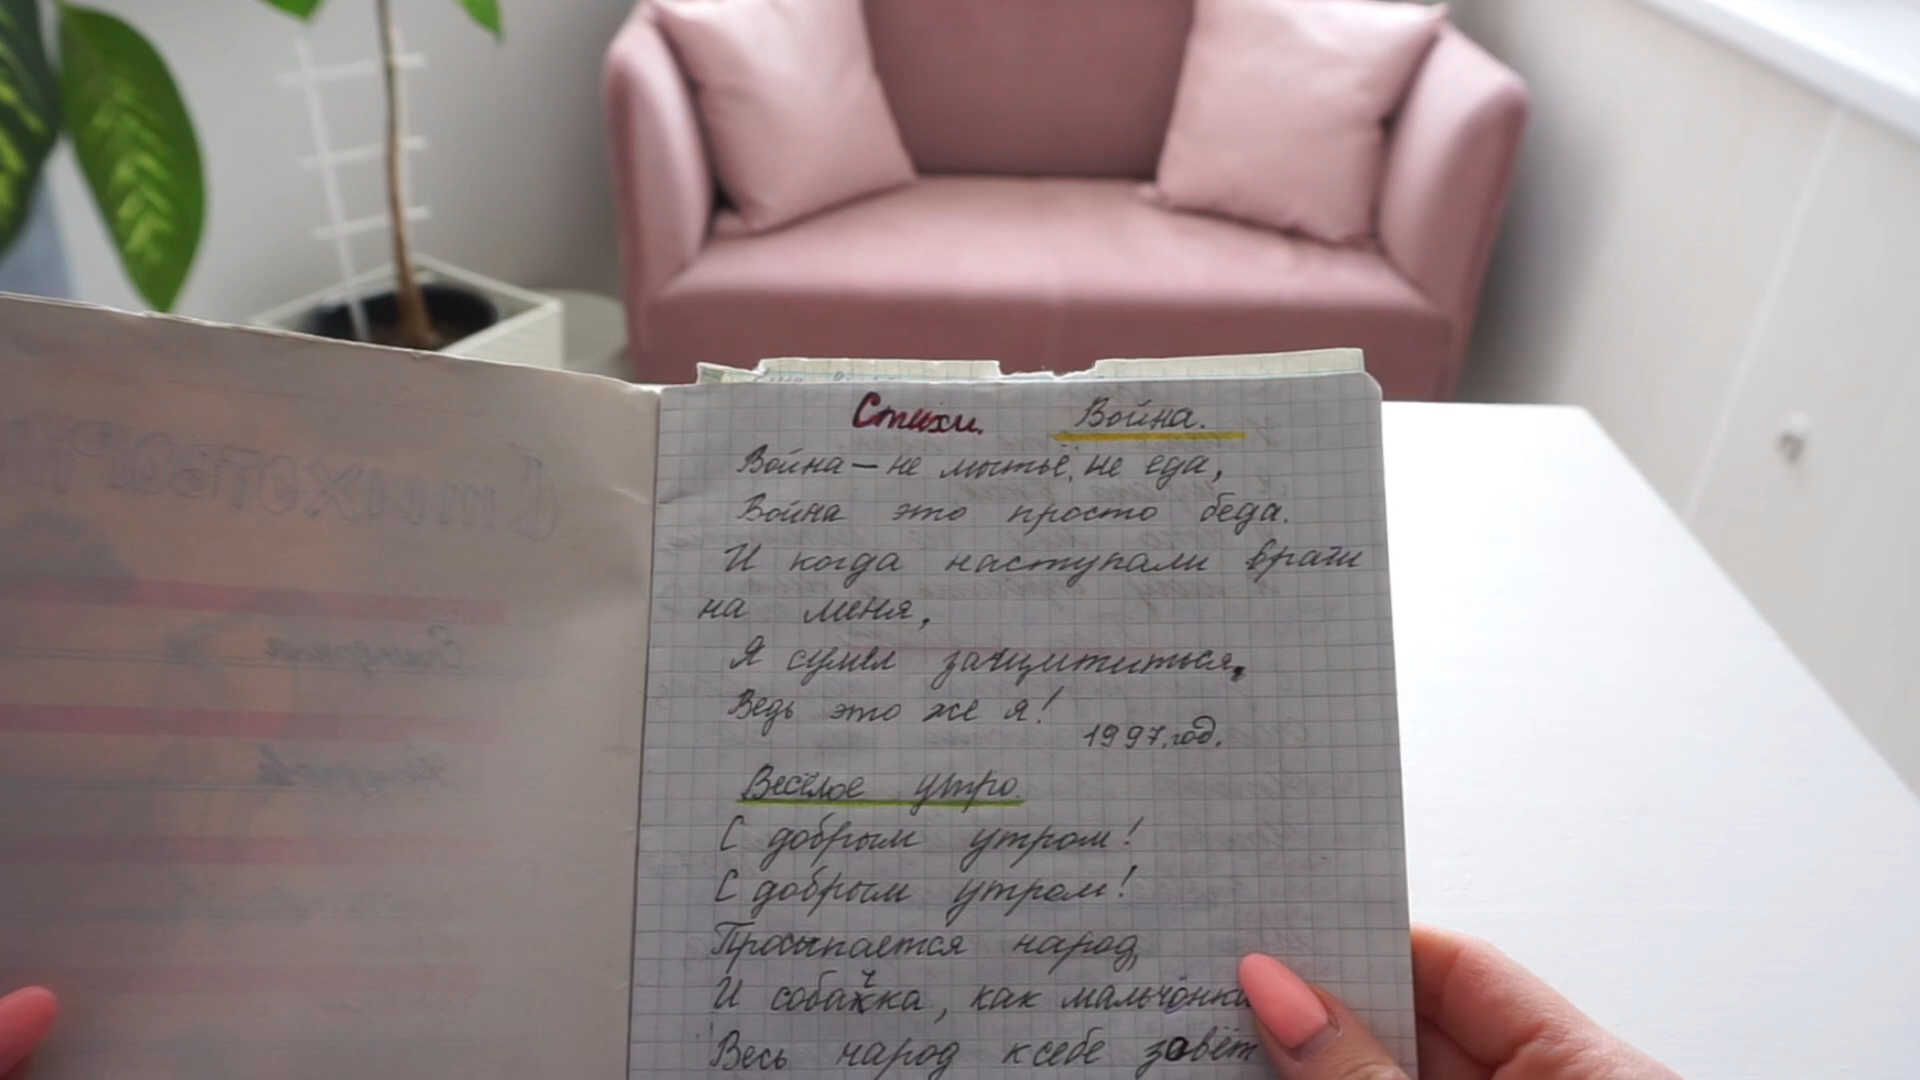 Стихи. Война.
Война – не мытьё, не еда,
Война это просто беда.
И когда наступали враги
на меня,
Я сумел защититься,
Ведь это же я!
1997.год.
Весёлое утро.
С добрым утром!
С добрым утром!
Просыпается народ,
И собачка, как мальчонка
Весь народ к себе зовёт